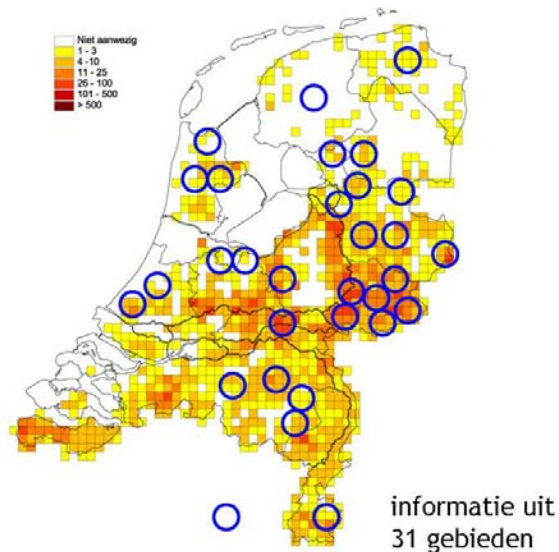 Niet aanwezig
1 - 3
4 -10
11 - 25
26 - 100
101 - 500
> 500
informatie uit
31 gebieden